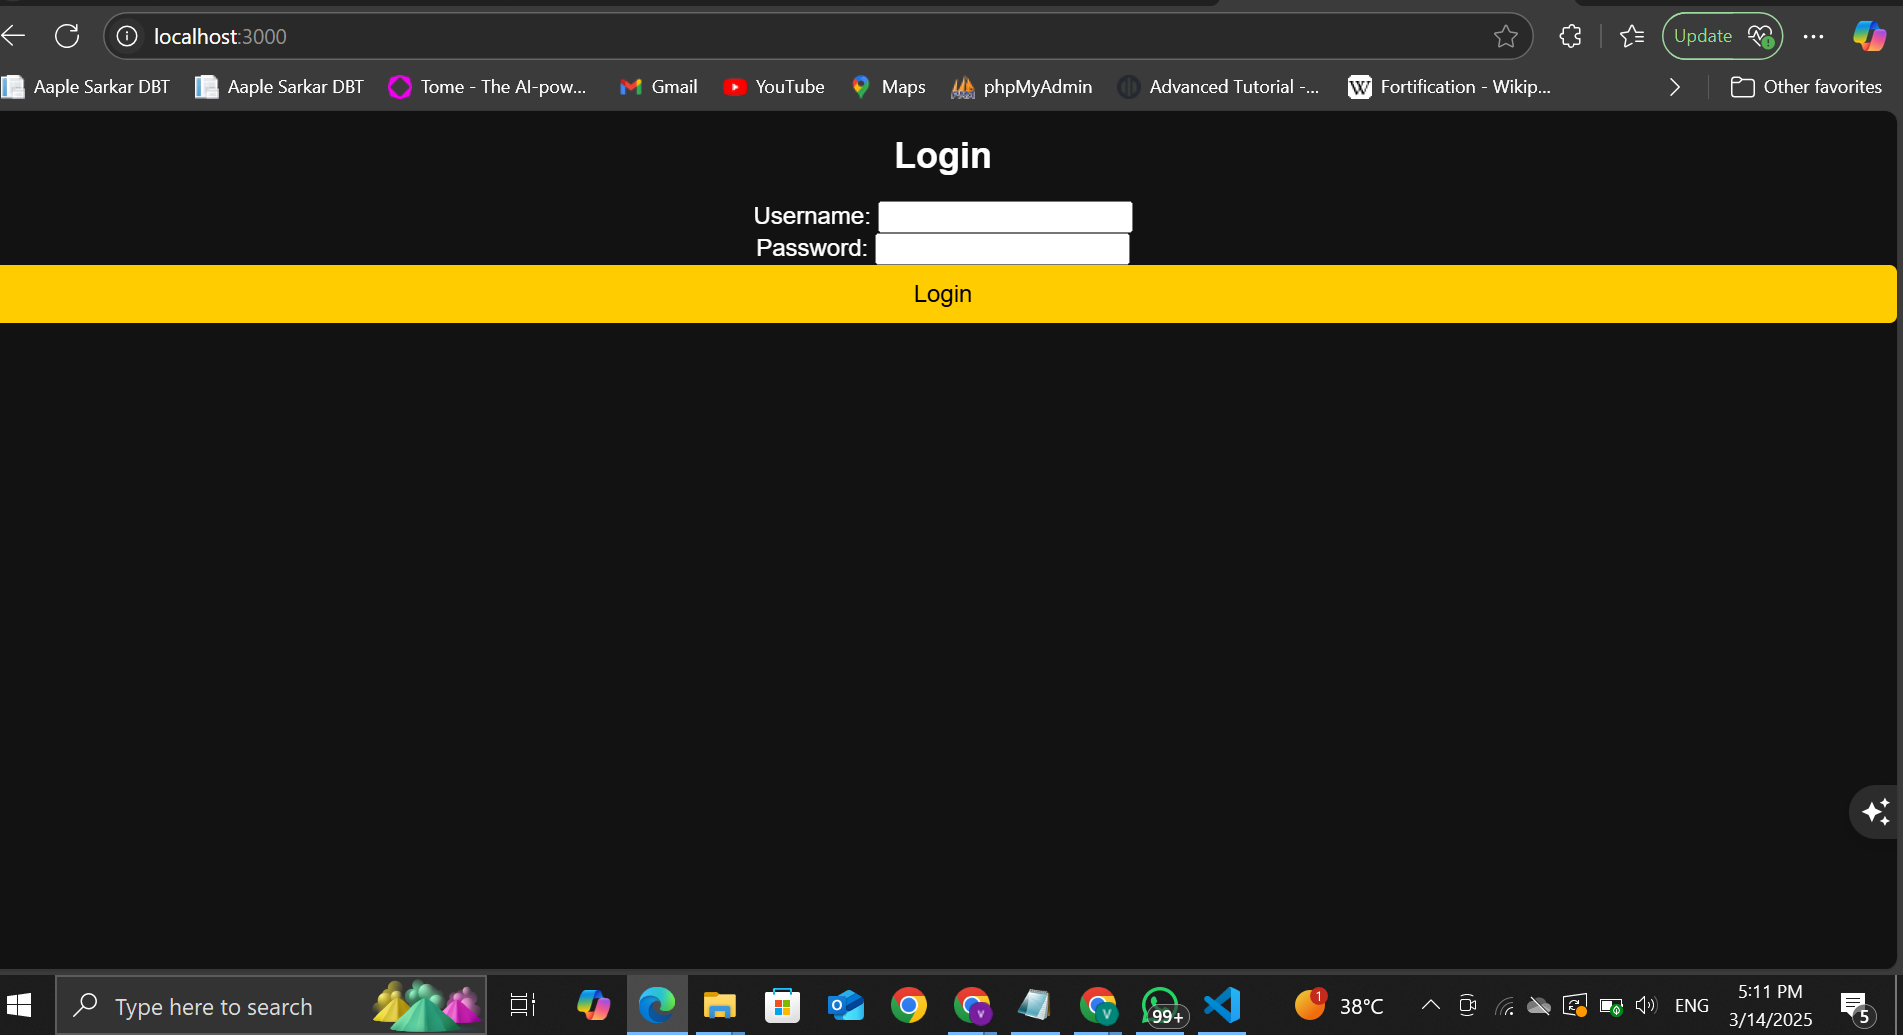 localhost:3000
Update
Aaple Sarkar DBT
Aaple Sarkar DBT
Tome - The AI-pow...
Gmail
YouTube
Maps
phpMyAdmin
Advanced Tutorial -...
W Fortification - Wikip...
Other favorites
Login
Username:
Password:
Login
Type here to search
V
V
99+
1
38°C
ENG
5:11 PM
3/14/2025
5